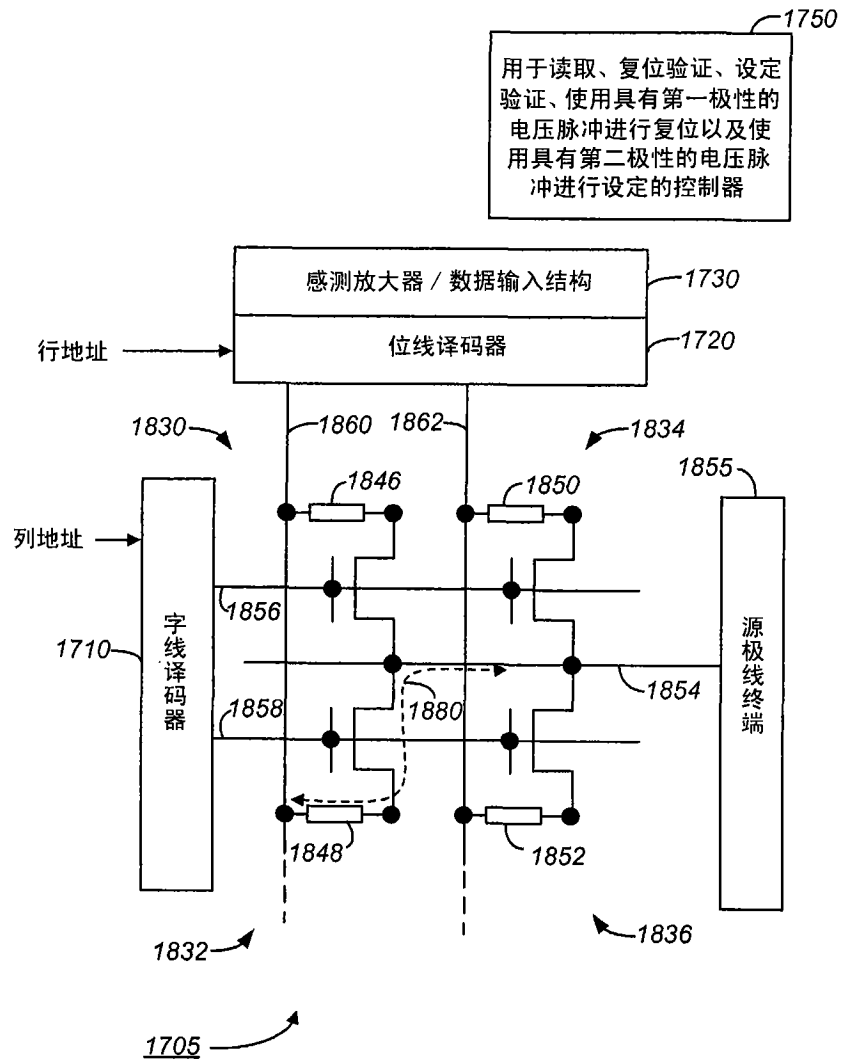 1750
用于读取、复位验证、设定
验证、使用具有第一极性的
电压脉冲进行复位以及使
用具有第二极性的电压脉
冲进行设定的控制器
感测放大器 / 数据输入结构
1730
行地址
位线译码器
1720
1830
1860
1862
1834
1846
1850
1855
列地址
1856
字线译码器
1710
源极线终端
1858
1880
1854
1848
1852
1832
1836
1705